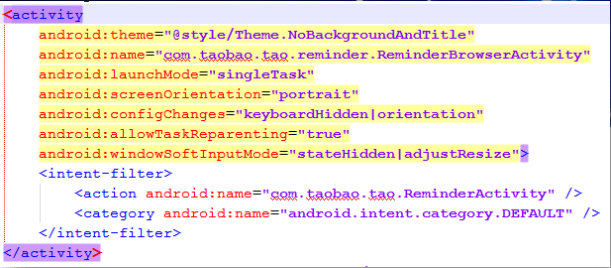 <activity
android:theme="@style/Theme.NoBackgroundAndTitle"
android:name="com.taobao.tao.reminder.ReminderBrowserActivity"
android:launchMode="singleTask"
android:screenOrientation="portrait"
android:configChanges="keyboardHidden|orientation"
android:allowTaskReparenting="true"
android:windowSoftInputMode="stateHidden|adjustResize">
<intent-filter>
<action android:name="com.taobao.tao.ReminderActivity" />
<category android:name="android.intent.category.DEFAULT" />
</intent-filter>
</activity>